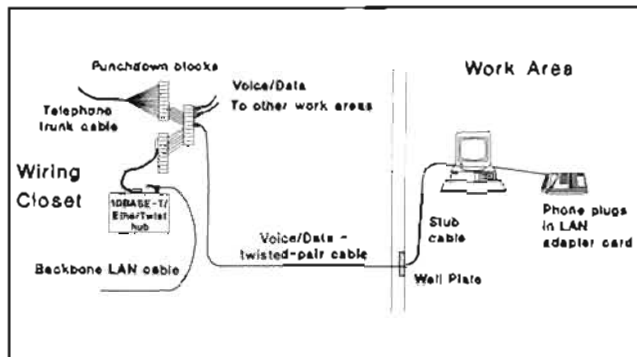 Punchdown blocks
Work Area
Voice/Data
To other work areas
Telephone
trunk cable
Wiring
Closet
10BASE-T/
EtherTwist
hub
Stub
cable
Phone plugs
in LAN
adapter card
Voice/Data -
twisted-pair cable
Backbone LAN cable
Wall Plate